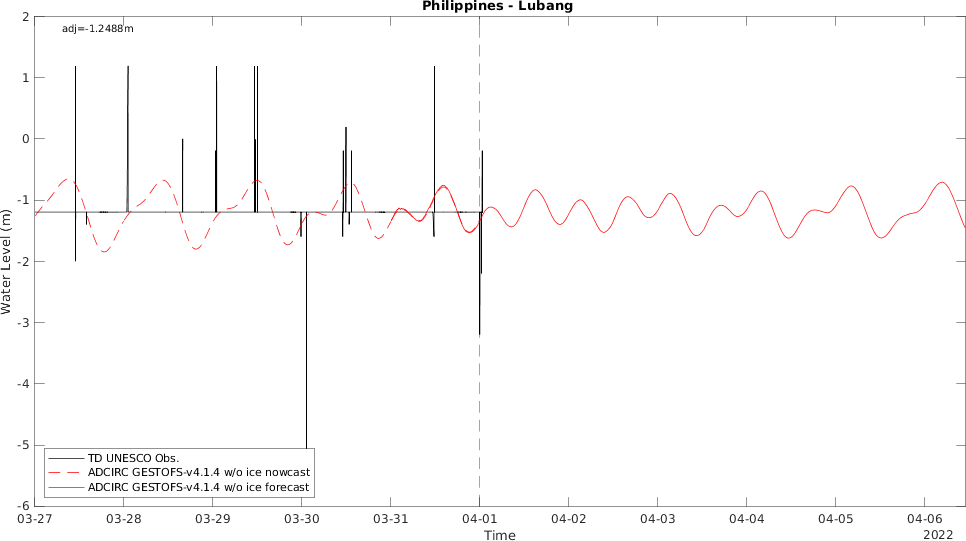 Philippines - Lubang
adj=-1.2488m
2
1
0
-1
-2
-3
-4
-5
-6
Water Level (m)
TD UNESCO Obs.
ADCIRC GESTOFS-v4.1.4 w/o ice nowcast
ADCIRC GESTOFS-v4.1.4 w/o ice forecast
03-27 03-28 03-29 03-30 03-31 04-01 04-02 04-03 04-04 04-05 04-06
Time
2022